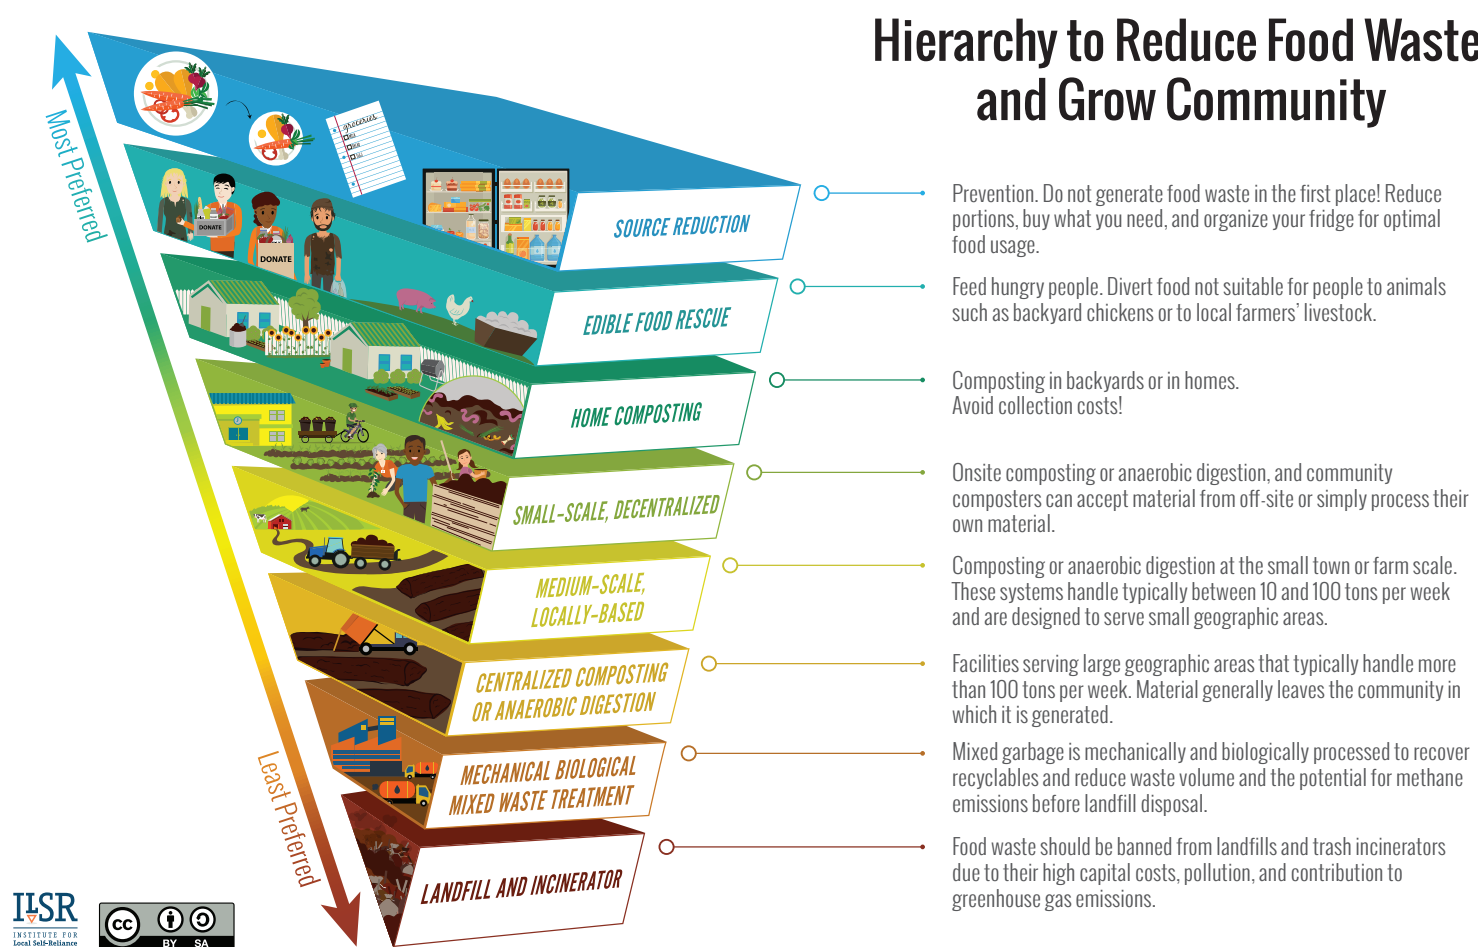 Hierarchy to Reduce Food Waste
and Grow Community
Most Preferred
groceries
DONATE
DONATE
SOURCE REDUCTION
Prevention. Do not generate food waste in the first place! Reduce
portions, buy what you need, and organize your fridge for optimal
food usage.
EDIBLE FOOD RESCUE
Feed hungry people. Divert food not suitable for people to animals
such as backyard chickens or to local farmers' livestock.
HOME COMPOSTING
Composting in backyards or in homes.
Avoid collection costs!
SMALL-SCALE, DECENTRALIZED
Onsite composting or anaerobic digestion, and community
composters can accept material from off-site or simply process their
own material.
MEDIUM-SCALE,
LOCALLY-BASED
Composting or anaerobic digestion at the small town or farm scale.
These systems handle typically between 10 and 100 tons per week
and are designed to serve small geographic areas.
CENTRALIZED COMPOSTING
OR ANAEROBIC DIGESTION
Facilities serving large geographic areas that typically handle more
than 100 tons per week. Material generally leaves the community in
which it is generated.
MECHANICAL BIOLOGICAL
MIXED WASTE TREATMENT
Mixed garbage is mechanically and biologically processed to recover
recyclables and reduce waste volume and the potential for methane
emissions before landfill disposal.
LANDFILL AND INCINERATOR
Food waste should be banned from landfills and trash incinerators
due to their high capital costs, pollution, and contribution to
greenhouse gas emissions.
Least Preferred
ILSR
INSTITUTE FOR
Local Self-Reliance
cc
BY SA